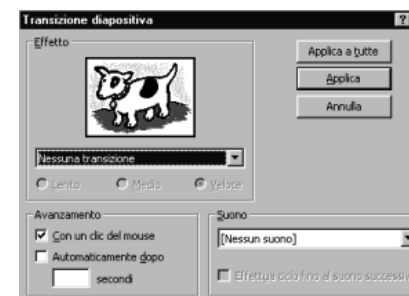 Transizione diapositiva ?
Effetto
Nessuna transizione
Lento Medio Veloce
Applica a tutte
Applica
Annulla
Avanzamento
Con un clic del mouse
Automaticamente dopo
secondi
Suono
[Nessun suono]
Effettua ciclo fino al suono successivo